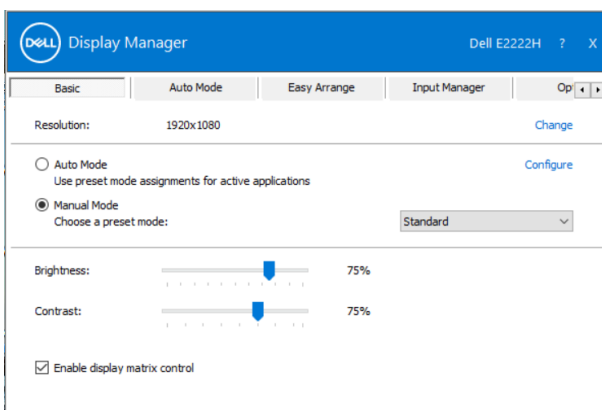 DELL Display Manager Dell E2222H ? X
Basic Auto Mode Easy Arrange Input Manager
Resolution: 1920x1080 Change
Auto Mode Configure
Use preset mode assignments for active applications
Manual Mode
Choose a preset mode: Standard
Brightness: 75%
Contrast: 75%
Enable display matrix control